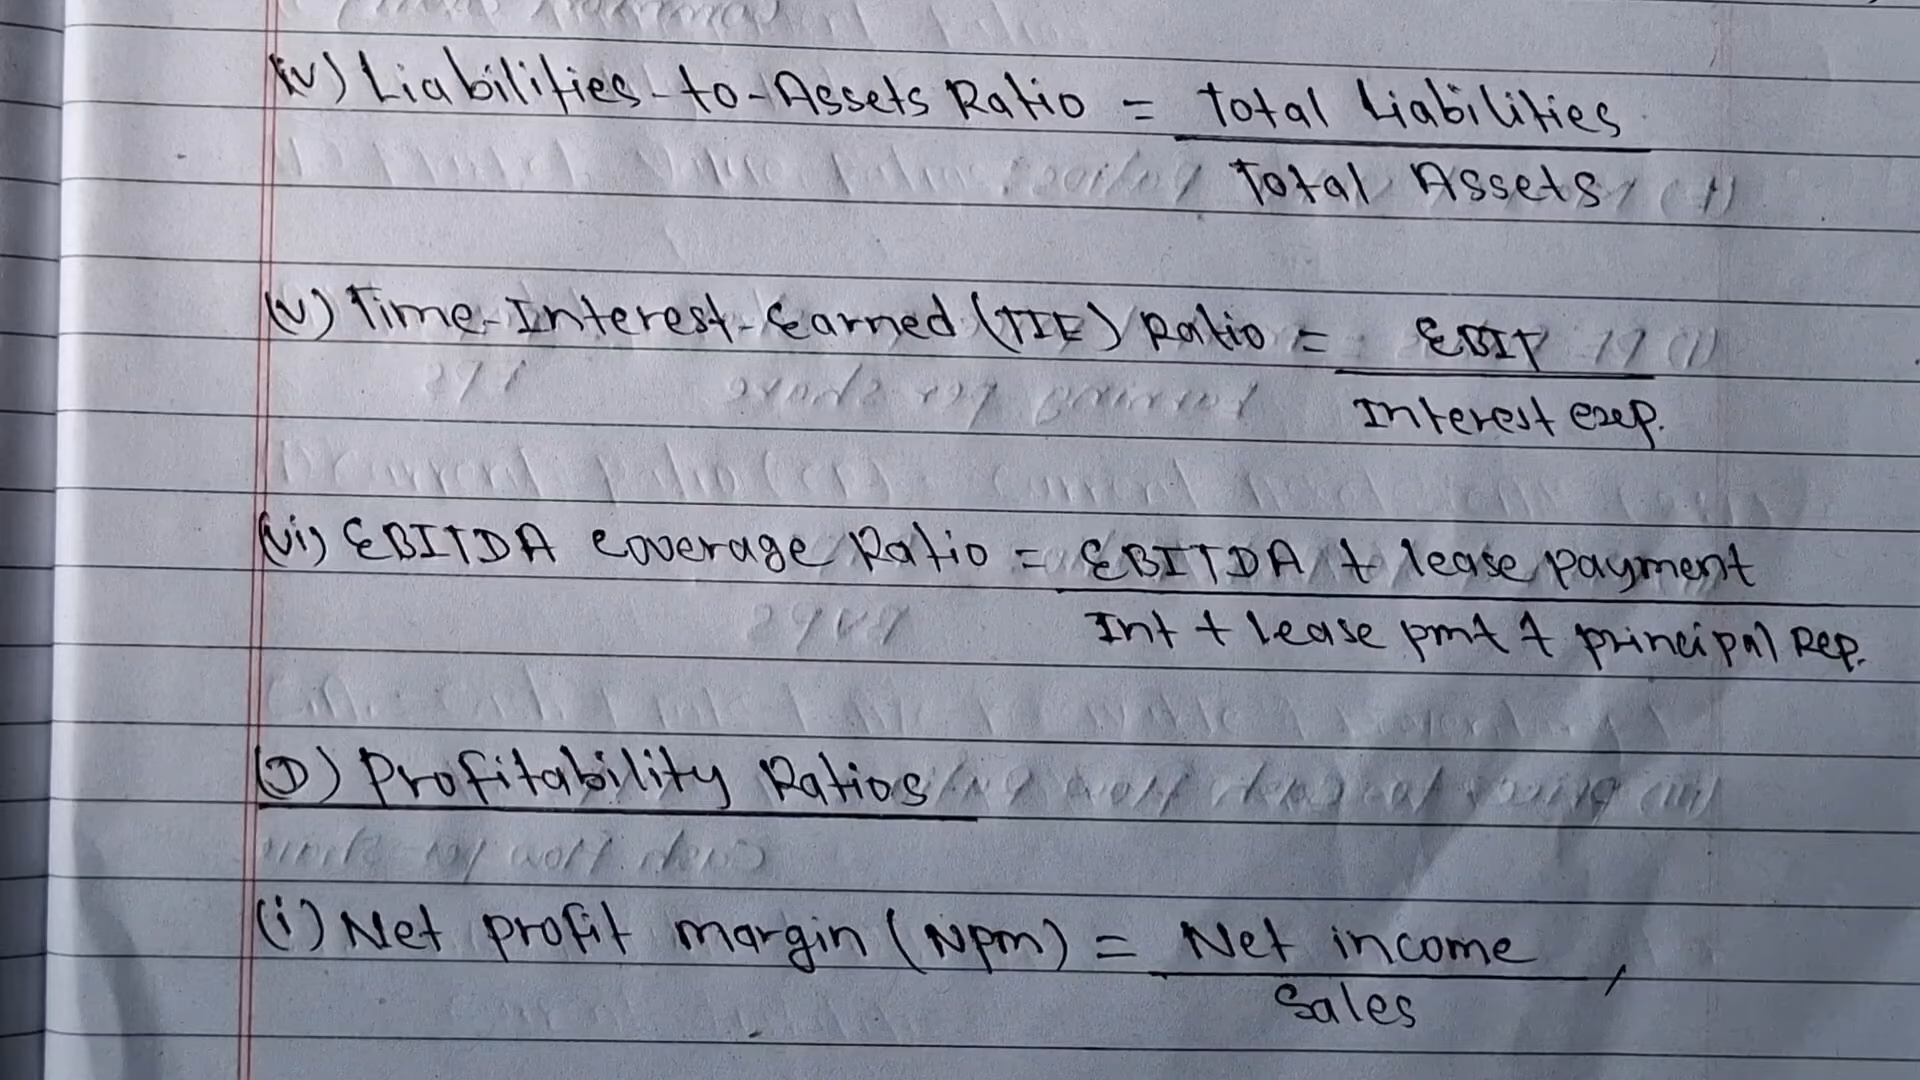 (iv) Liabilities-to-Assets Ratio = Total Liabilities
Total Assets
(v) Time-Interest-Earned (TIE) Ratio = EBIT
Interest exp.
(vi) EBITDA coverage Ratio = EBITDA + lease payment
Int + lease pmt + principal Rep.
(D) Profitability Ratios
(i) Net profit margin (NPM) = Net income
Sales